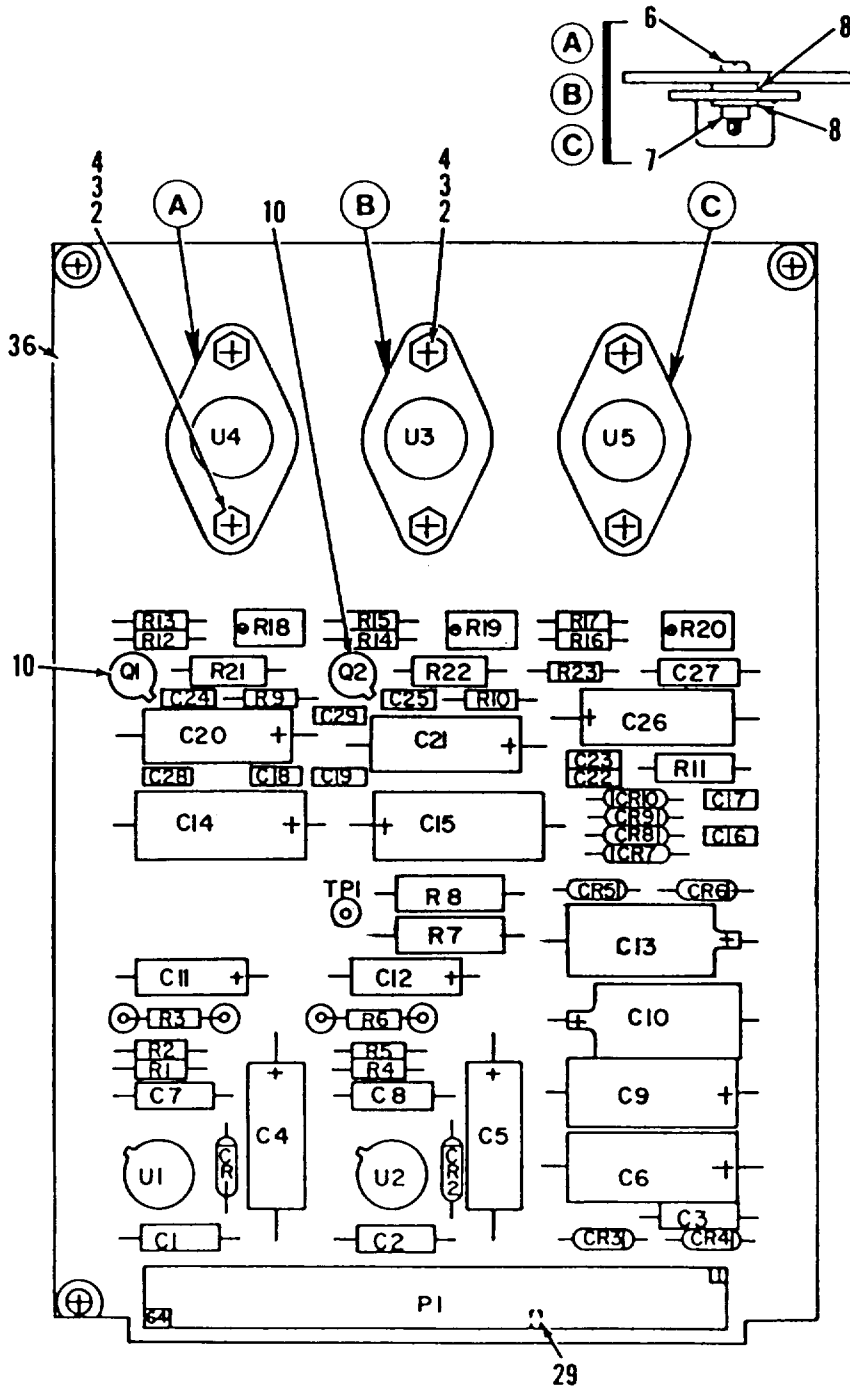 6
8
A
B
C
7
8
4
3
2
A
10
B
4
3
2
C
36
U4
U3
U5
R13
R12
R18
R15
R14
R19
R17
R16
R20
10
Q1
R21
Q2
R22
R23
C27
C24
R9
C29
C25
R10
C26
C20
+
C21
+
+
C23
C22
R11
C28
C18
C19
CR10
C17
CR9
CR8
C16
CR7
C14
+
+
C15
TP1
R8
CR5
CR6
R7
C13
+
C11
+
C12
+
R3
R6
+
C10
R2
R1
R5
R4
C7
C8
+
C4
+
C5
C9
+
U1
CR1
U2
CR2
C6
+
C3
C1
C2
CR3
CR4
1
64
P1
29